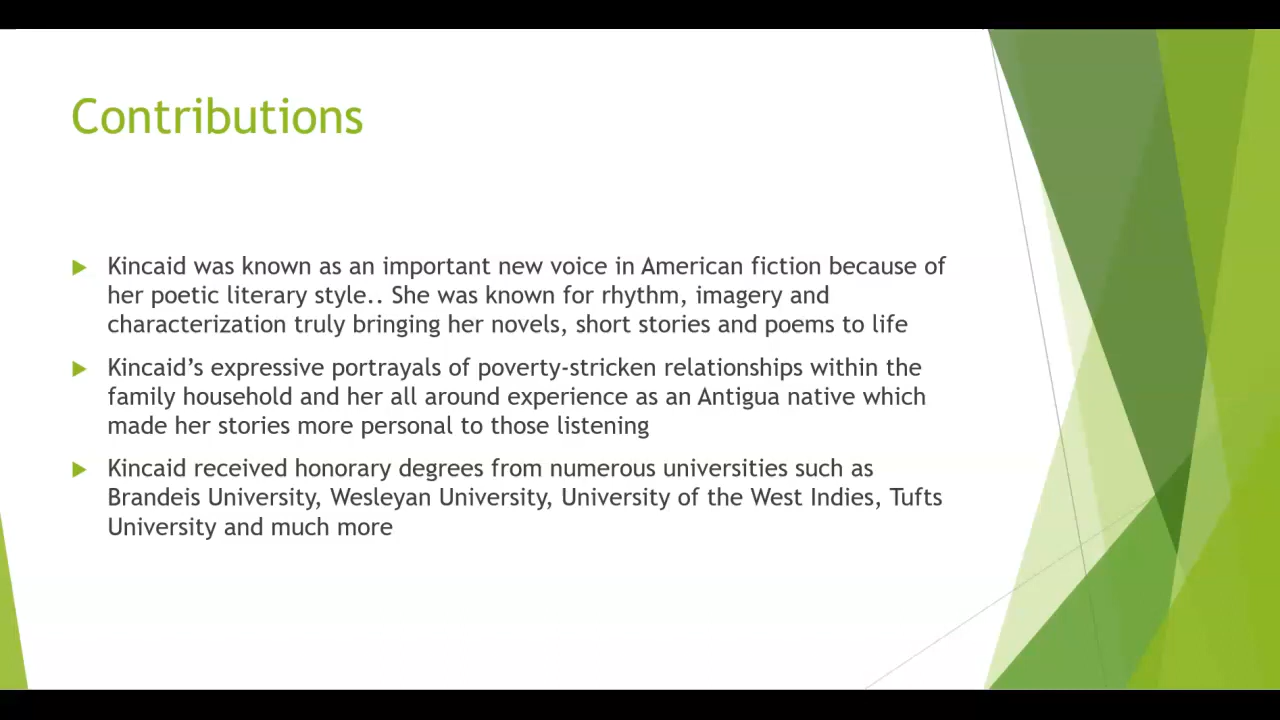 Contributions
Kincaid was known as an important new voice in American fiction because of
her poetic literary style.. She was known for rhythm, imagery and
characterization truly bringing her novels, short stories and poems to life
Kincaid’s expressive portrayals of poverty-stricken relationships within the
family household and her all around experience as an Antigua native which
made her stories more personal to those listening
Kincaid received honorary degrees from numerous universities such as
Brandeis University, Wesleyan University, University of the West Indies, Tufts
University and much more